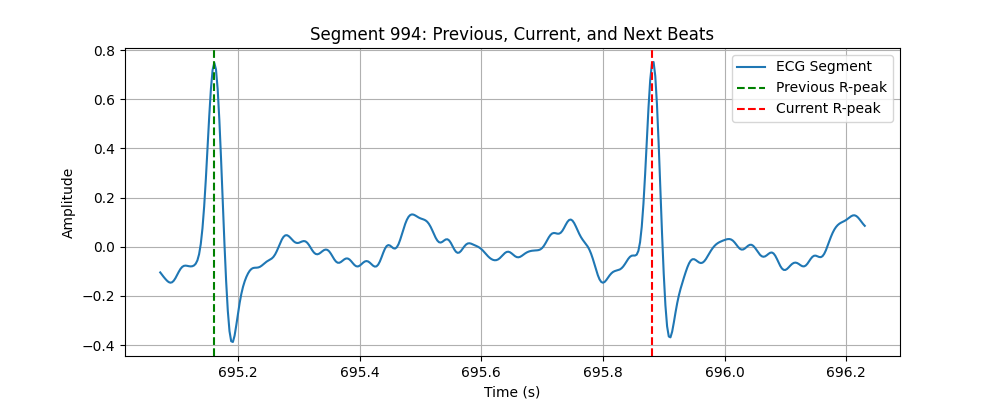 Segment 994: Previous, Current, and Next Beats
ECG Segment
Previous R-peak
Current R-peak
Amplitude
0.8
0.6
0.4
0.2
0.0
−0.2
−0.4
695.2 695.4 695.6 695.8 696.0 696.2
Time (s)